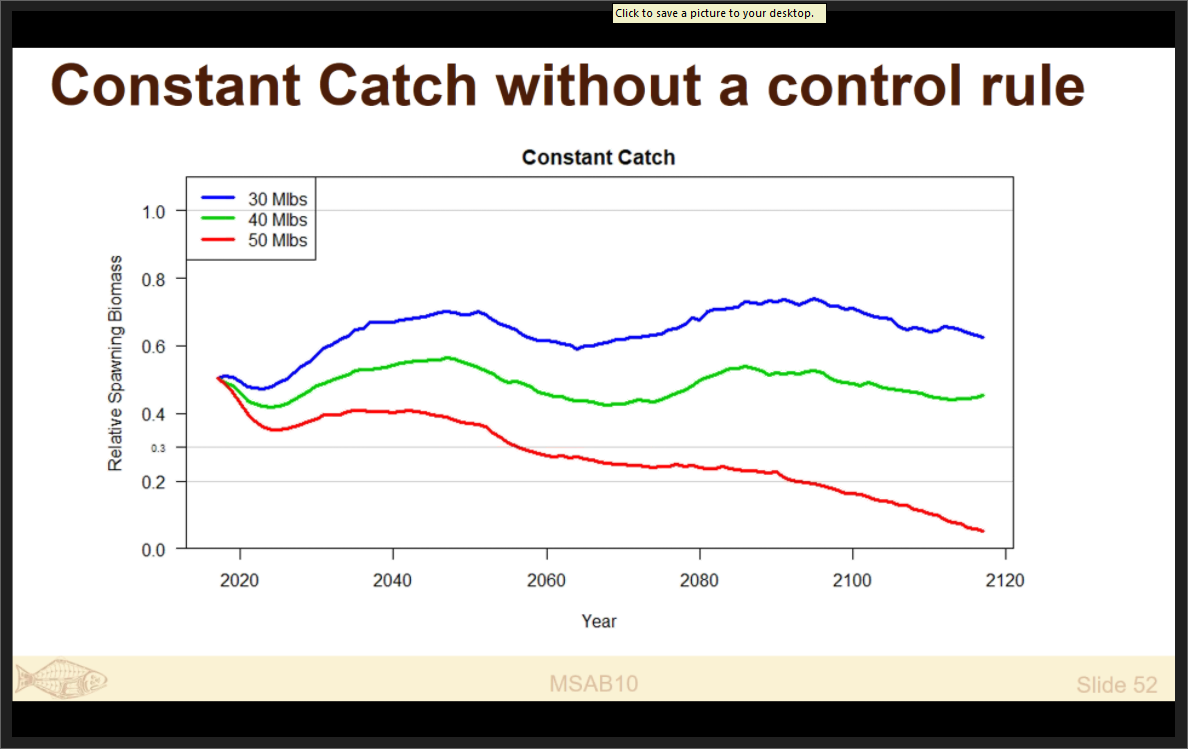 Click to save a picture to your desktop.
Constant Catch without a control rule
Constant Catch
30 Mlbs
40 Mlbs
50 Mlbs
Relative Spawning Biomass
1.0
0.8
0.6
0.4
0.3
0.2
0.0
2020 2040 2060 2080 2100 2120
Year
MSAB10
Slide 52